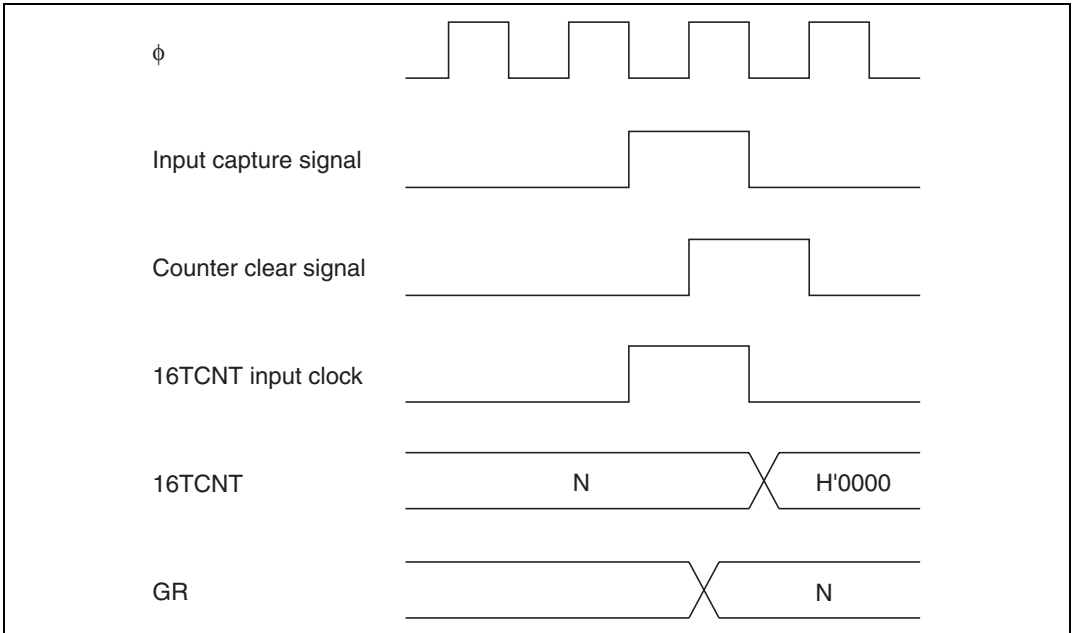 ϕ
Input capture signal
Counter clear signal
16TCNT input clock
16TCNT N H'0000
GR N